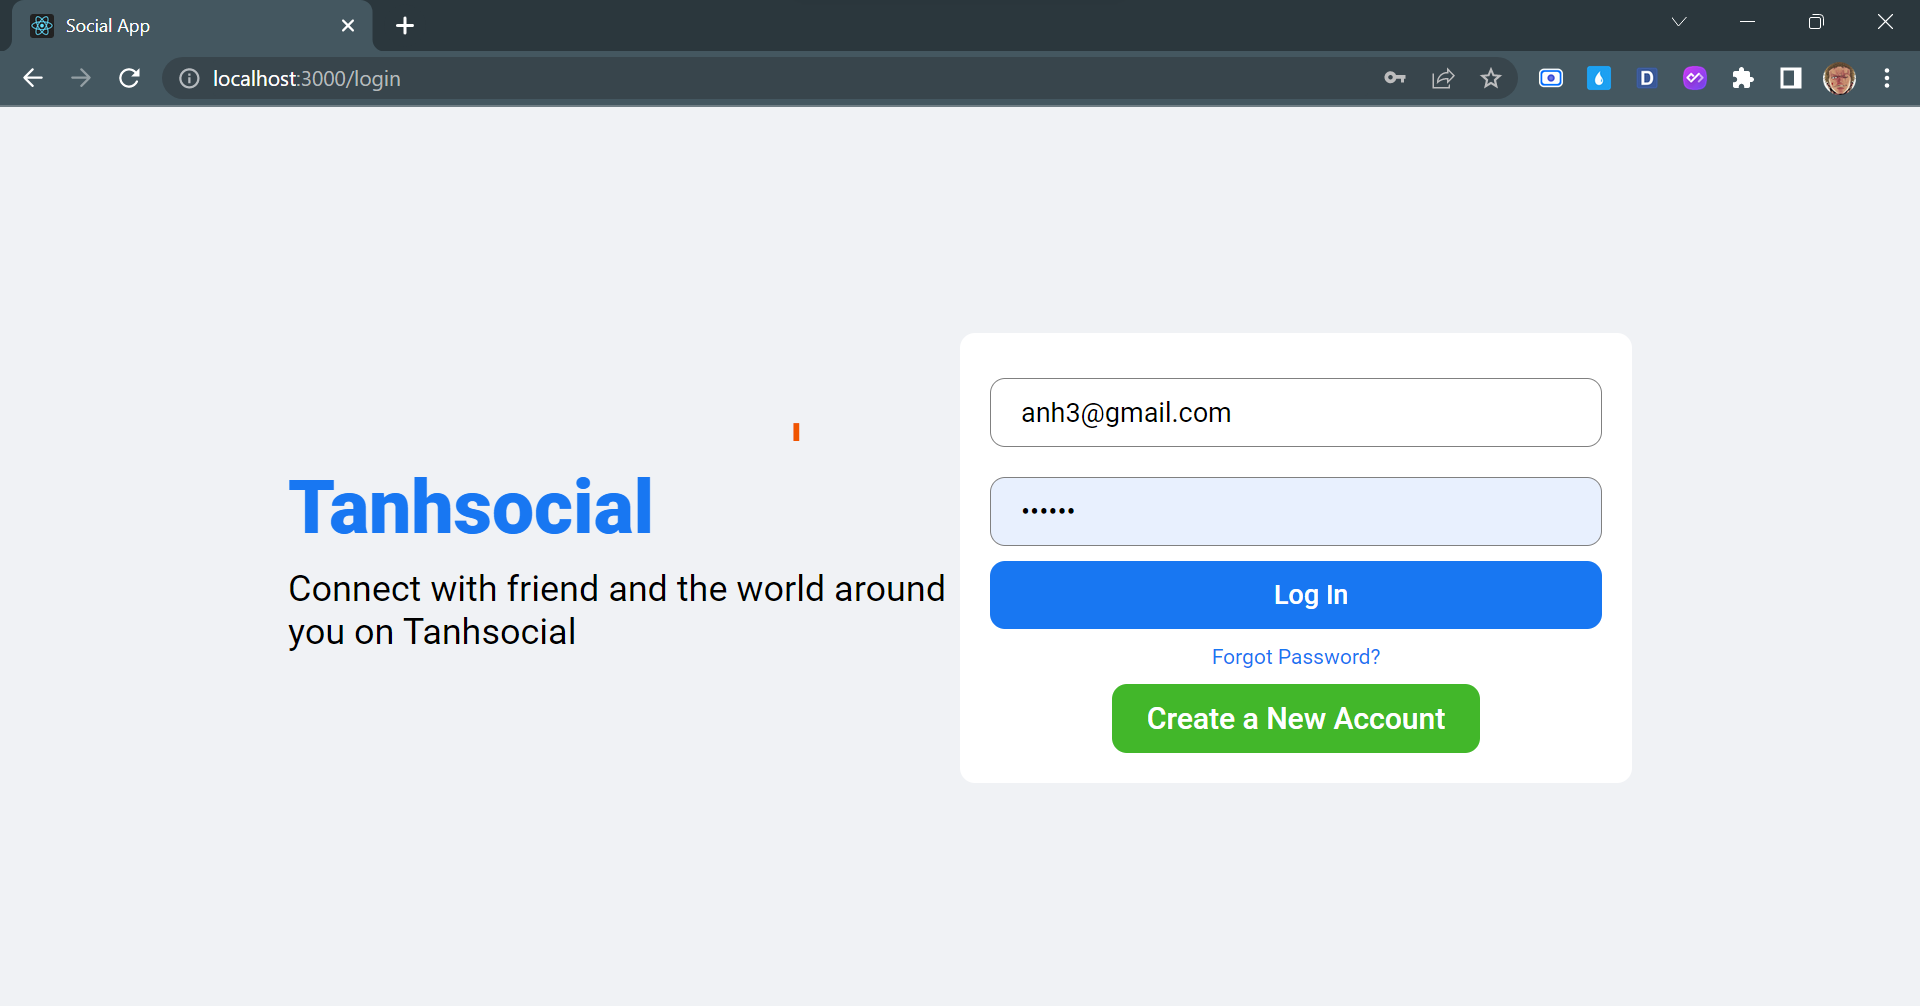 Social App
localhost:3000/login
D
anh3@gmail.com
••••••
Tanhsocial
Connect with friend and the world around
you on Tanhsocial
Log In
Forgot Password?
Create a New Account